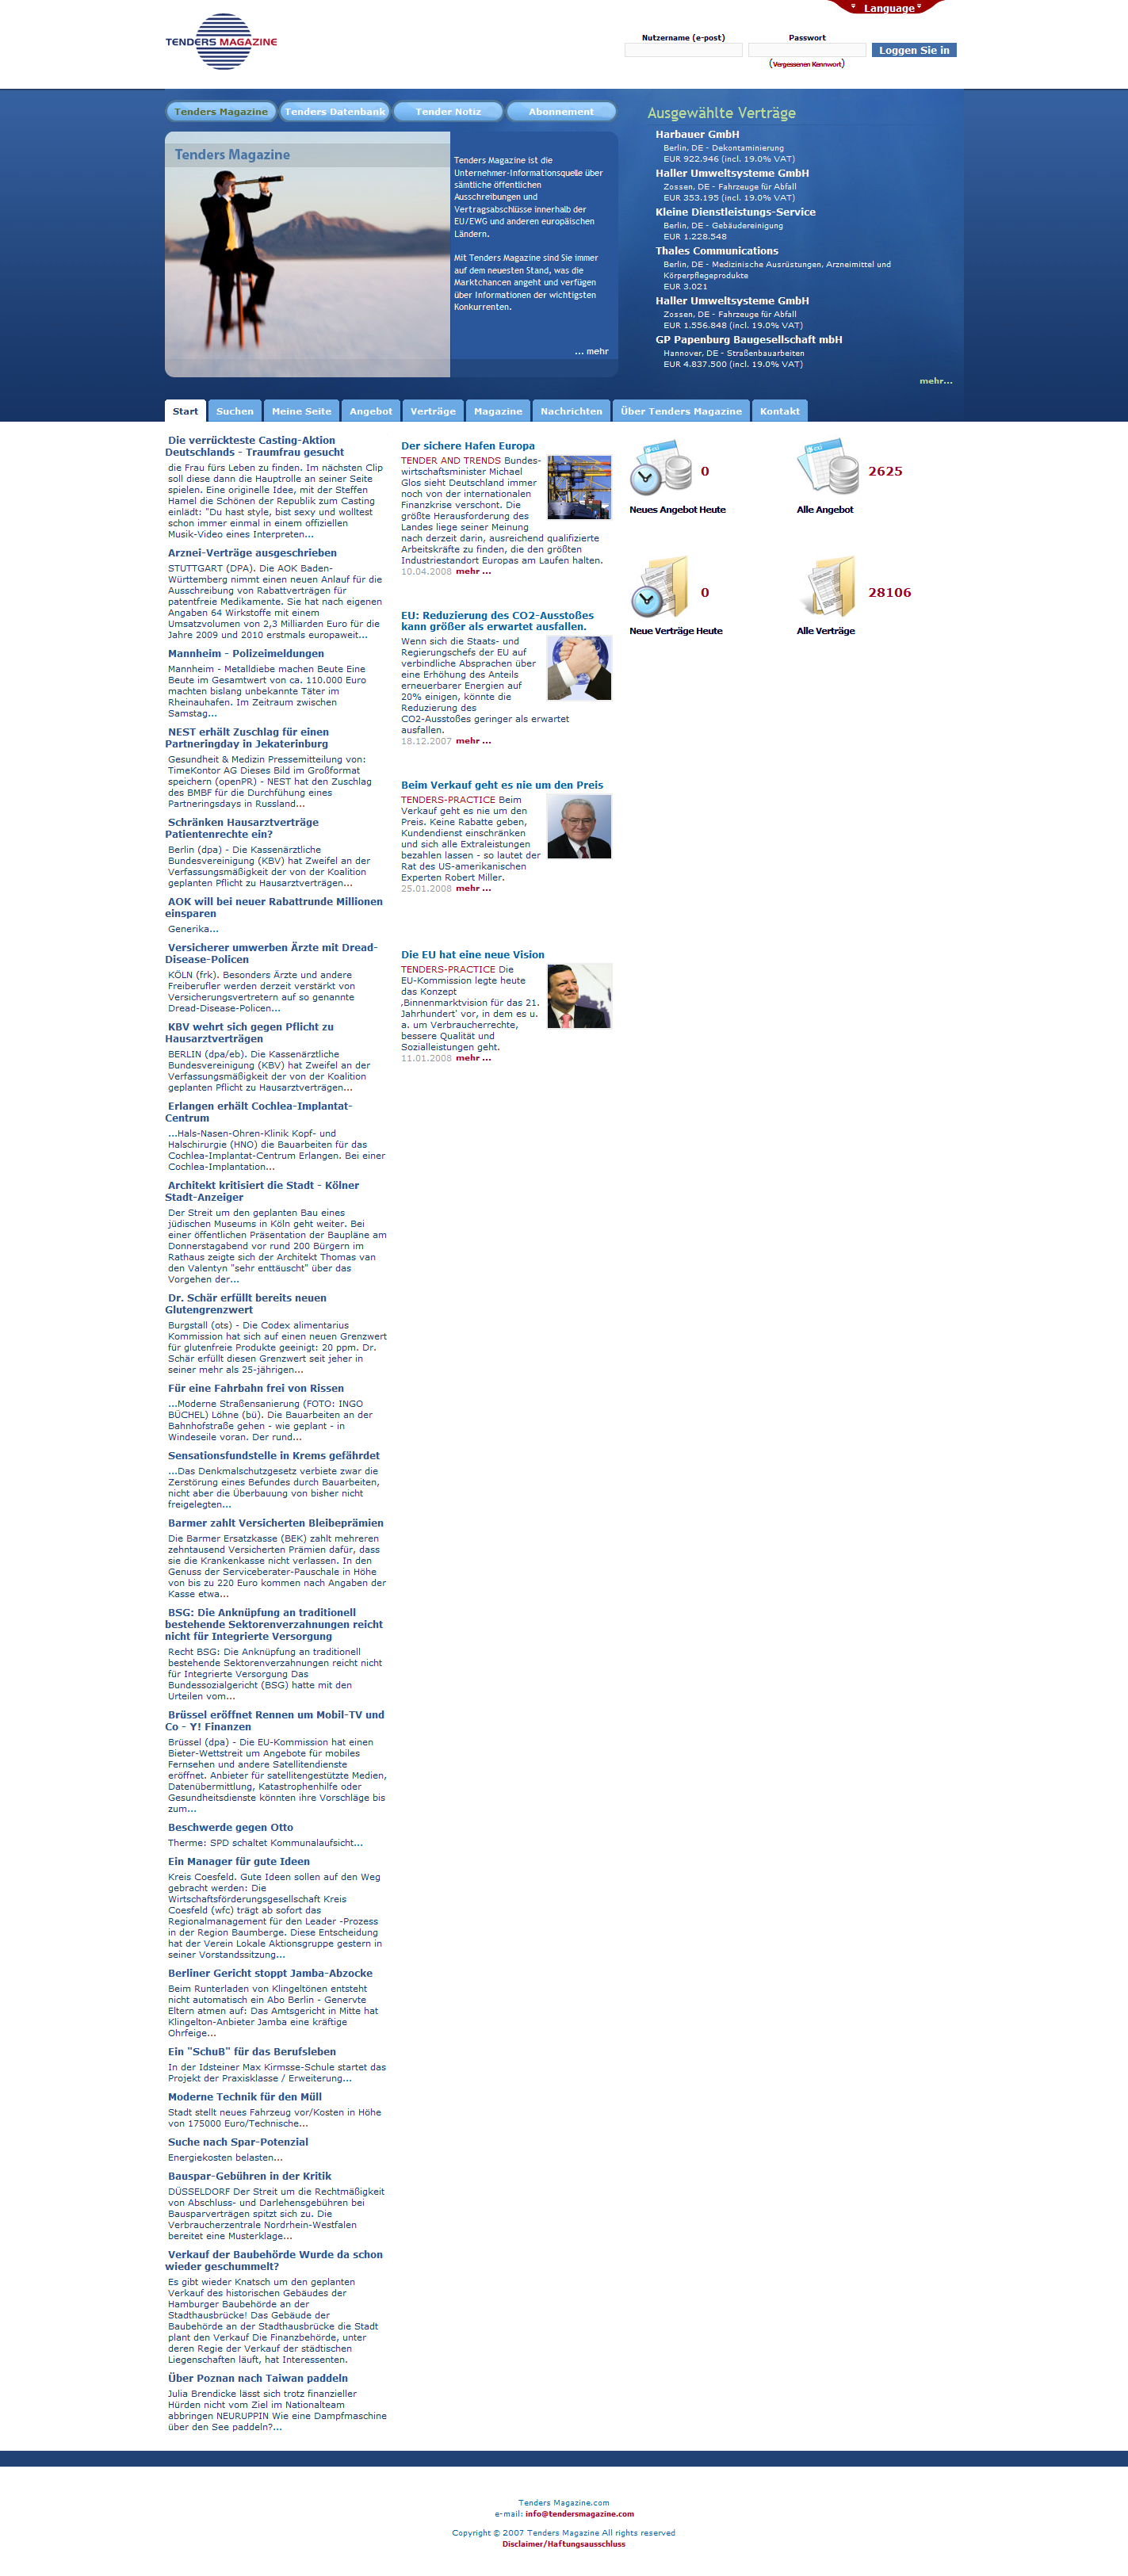 Language
TENDERS MAGAZINE
Nutzername (e-post)
Passwort
Loggen Sie in
(Vergessenen Kennwort)
Tenders Magazine
Tenders Datenbank
Tender Notiz
Abonnement
Tenders Magazine
Tenders Magazine ist die
Unternehmer-Informationsquelle über
sämtliche öffentlichen
Ausschreibungen und
Vertragsabschlüsse innerhalb der
EU/EWG und anderen europäischen
Ländern.
Mit Tenders Magazine sind Sie immer
auf dem neuesten Stand, was die
Marktchancen angeht und verfügen
über Informationen der wichtigsten
Konkurrenten.
... mehr
Ausgewählte Verträge
Harbauer GmbH
Berlin, DE - Dekontaminierung
EUR 922.946 (incl. 19.0% VAT)
Haller Umweltsysteme GmbH
Zossen, DE - Fahrzeuge für Abfall
EUR 353.195 (incl. 19.0% VAT)
Kleine Dienstleistungs-Service
Berlin, DE - Gebäudereinigung
EUR 1.228.548
Thales Communications
Berlin, DE - Medizinische Ausrüstungen, Arzneimittel und
Körperpflegeprodukte
EUR 3.021
Haller Umweltsysteme GmbH
Zossen, DE - Fahrzeuge für Abfall
EUR 1.556.848 (incl. 19.0% VAT)
GP Papenburg Baugesellschaft mbH
Hannover, DE - Straßenbauarbeiten
EUR 4.837.500 (incl. 19.0% VAT)
mehr...
Start
Suchen
Meine Seite
Angebot
Verträge
Magazine
Nachrichten
Über Tenders Magazine
Kontakt
Die verrückteste Casting-Aktion
Deutschlands - Traumfrau gesucht
die Frau fürs Leben zu finden. Im nächsten Clip
soll diese dann die Hauptrolle an seiner Seite
spielen. Eine originelle Idee, mit der Steffen
Hamel die Schönen der Republik zum Casting
einlädt: "Du hast style, bist sexy und wolltest
schon immer einmal in einem offiziellen
Musik-Video eines Interpreten...
Arznei-Verträge ausgeschrieben
STUTTGART (DPA). Die AOK Baden-
Württemberg nimmt einen neuen Anlauf für die
Ausschreibung von Rabattverträgen für
patentfreie Medikamente. Sie hat nach eigenen
Angaben 64 Wirkstoffe mit einem
Umsatzvolumen von 2,3 Milliarden Euro für die
Jahre 2009 und 2010 erstmals europaweit...
Mannheim - Polizeimeldungen
Mannheim - Metalldiebe machen Beute Eine
Beute im Gesamtwert von ca. 110.000 Euro
machten bislang unbekannte Täter im
Rheinauhafen. Im Zeitraum zwischen
Samstag...
NEST erhält Zuschlag für einen
Partneringday in Jekaterinburg
Gesundheit & Medizin Pressemitteilung von:
TimeKontor AG Dieses Bild im Großformat
speichern (openPR) - NEST hat den Zuschlag
des BMBF für die Durchführung eines
Partneringsdays in Russland...
Schränken Hausarztverträge
Patientenrechte ein?
Berlin (dpa) - Die Kassenärztliche
Bundesvereinigung (KBV) hat Zweifel an der
Verfassungsmäßigkeit der von der Koalition
geplanten Pflicht zu Hausarztverträgen...
AOK will bei neuer Rabattrunde Millionen
einsparen
Generika...
Versicherer umwerben Ärzte mit Dread-
Disease-Policen
KÖLN (frk). Besonders Ärzte und andere
Freiberufler werden derzeit verstärkt von
Versicherungsvertretern auf so genannte
Dread-Disease-Policen...
KBV wehrt sich gegen Pflicht zu
Hausarztverträgen
BERLIN (dpa/eb). Die Kassenärztliche
Bundesvereinigung (KBV) hat Zweifel an der
Verfassungsmäßigkeit der von der Koalition
geplanten Pflicht zu Hausarztverträgen...
Erlangen erhält Cochlea-Implantat-
Centrum
...Hals-Nasen-Ohren-Klinik Kopf- und
Halschirurgie (HNO) die Bauarbeiten für das
Cochlea-Implantat-Centrum Erlangen. Bei einer
Cochlea-Implantation...
Architekt kritisiert die Stadt - Kölner
Stadt-Anzeiger
Der Streit um den geplanten Bau eines
jüdischen Museums in Köln geht weiter. Bei
einer öffentlichen Präsentation der Baupläne am
Donnerstagabend vor rund 200 Bürgern im
Rathaus zeigte sich der Architekt Thomas van
den Valentyn "sehr enttäuscht" über das
Vorgehen der...
Dr. Schär erfüllt bereits neuen
Glutengrenzwert
Burgstall (ots) - Die Codex alimentarius
Kommission hat sich auf einen neuen Grenzwert
für glutenfreie Produkte geeinigt: 20 ppm. Dr.
Schär erfüllt diesen Grenzwert seit jeher in
seiner mehr als 25-jährigen...
Für eine Fahrbahn frei von Rissen
...Moderne Straßensanierung (FOTO: INGO
BÜCHEL) Löhne (bü). Die Bauarbeiten an der
Bahnhofstraße gehen - wie geplant - in
Windeseile voran. Der rund...
Sensationsfundstelle in Krems gefährdet
...Das Denkmalschutzgesetz verbiete zwar die
Zerstörung eines Befundes durch Bauarbeiten,
nicht aber die Überbauung von bisher nicht
freigelegten...
Barmer zahlt Versicherten Bleibeprämien
Die Barmer Ersatzkasse (BEK) zahlt mehreren
zehntausend Versicherten Prämien dafür, dass
sie die Krankenkasse nicht verlassen. In den
Genuss der Serviceberater-Pauschale in Höhe
von bis zu 220 Euro kommen nach Angaben der
Kasse etwa...
BSG: Die Anknüpfung an traditionell
bestehende Sektorenverzahnungen reicht
nicht für Integrierte Versorgung
Recht BSG: Die Anknüpfung an traditionell
bestehende Sektorenverzahnungen reicht nicht
für Integrierte Versorgung Das
Bundessozialgericht (BSG) hatte mit den
Urteilen vom...
Brüssel eröffnet Rennen um Mobil-TV und
Co - Y! Finanzen
Brüssel (dpa) - Die EU-Kommission hat einen
Bieter-Wettstreit um Angebote für mobiles
Fernsehen und andere Satellitendienste
eröffnet. Anbieter für satellitengestützte Medien,
Datenübermittlung, Katastrophenhilfe oder
Gesundheitsdienste könnten ihre Vorschläge bis
zum...
Beschwerde gegen Otto
Therme: SPD schaltet Kommunalaufsicht...
Ein Manager für gute Ideen
Kreis Coesfeld. Gute Ideen sollen auf den Weg
gebracht werden: Die
Wirtschaftsförderungsgesellschaft Kreis
Coesfeld (wfc) trägt ab sofort das
Regionalmanagement für den Leader -Prozess
in der Region Baumberge. Diese Entscheidung
hat der Verein Lokale Aktionsgruppe gestern in
seiner Vorstandssitzung...
Berliner Gericht stoppt Jamba-Abzocke
Beim Runterladen von Klingeltönen entsteht
nicht automatisch ein Abo Berlin - Genervte
Eltern atmen auf: Das Amtsgericht in Mitte hat
Klingelton-Anbieter Jamba eine kräftige
Ohrfeige...
Ein "SchuB" für das Berufsleben
In der Idsteiner Max Kirmsse-Schule startet das
Projekt der Praxisklasse / Erweiterung...
Moderne Technik für den Müll
Stadt stellt neues Fahrzeug vor/Kosten in Höhe
von 175000 Euro/Technische...
Suche nach Spar-Potenzial
Energiekosten belasten...
Bauspar-Gebühren in der Kritik
DÜSSELDORF Der Streit um die Rechtmäßigkeit
von Abschluss- und Darlehensgebühren bei
Bausparverträgen spitzt sich zu. Die
Verbraucherzentrale Nordrhein-Westfalen
bereitet eine Musterklage...
Verkauf der Baubehörde Wurde da schon
wieder geschummelt?
Es gibt wieder Knatsch um den geplanten
Verkauf des historischen Gebäudes der
Hamburger Baubehörde an der
Stadthausbrücke! Das Gebäude der
Baubehörde an der Stadthausbrücke die Stadt
plant den Verkauf Die Finanzbehörde, unter
deren Regie der Verkauf der städtischen
Liegenschaften läuft, hat Interessenten.
Über Poznan nach Taiwan paddeln
Julia Brendicke lässt sich trotz finanzieller
Hürden nicht vom Ziel im Nationalteam
abbringen NEURUPPIN Wie eine Dampfmaschine
über den See paddeln?...
Der sichere Hafen Europa
TENDER AND TRENDS Bundes-
wirtschaftsminister Michael
Glos sieht Deutschland immer
noch von der internationalen
Finanzkrise verschont. Die
größte Herausforderung des
Landes liege seiner Meinung
nach derzeit darin, ausreichend qualifizierte
Arbeitskräfte zu finden, die den größten
Industriestandort Europas am Laufen halten.
10.04.2008 mehr ...
EU: Reduzierung des CO2-Ausstoßes
kann größer als erwartet ausfallen.
Wenn sich die Staats- und
Regierungschefs der EU auf
verbindliche Absprachen über
eine Erhöhung des Anteils
erneuerbarer Energien auf
20% einigen, könnte die
Reduzierung des
CO2-Ausstoßes geringer als erwartet
ausfallen.
18.12.2007 mehr ...
Beim Verkauf geht es nie um den Preis
TENDERS-PRACTICE Beim
Verkauf geht es nie um den
Preis. Keine Rabatte geben,
Kundendienst einschränken
und sich alle Extraleistungen
bezahlen lassen - so lautet der
Rat des US-amerikanischen
Experten Robert Miller.
25.01.2008 mehr ...
Die EU hat eine neue Vision
TENDERS-PRACTICE Die
EU-Kommission legte heute
das Konzept
‚Binnenmarktvision für das 21.
Jahrhundert' vor, in dem es u.
a. um Verbraucherrechte,
bessere Qualität und
Sozialleistungen geht.
11.01.2008 mehr ...
0
Neues Angebot Heute
2625
Alle Angebot
0
Neue Verträge Heute
28106
Alle Verträge
Tenders Magazine.com
e-mail: info@tendersmagazine.com
Copyright © 2007 Tenders Magazine All rights reserved
Disclaimer/Haftungsausschluss